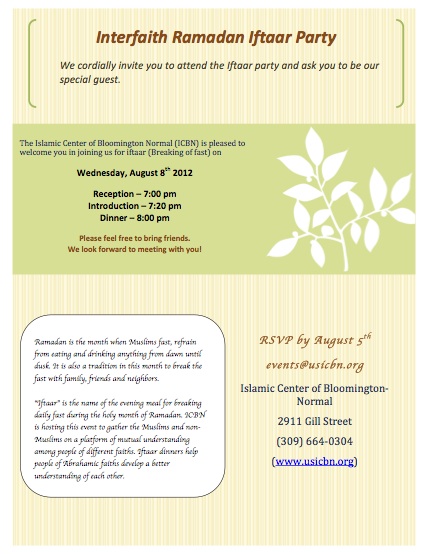 Interfaith Ramadan Iftaar Party
We cordially invite you to attend the Iftaar party and ask you to be our
special guest.
The Islamic Center of Bloomington Normal (ICBN) is pleased to
welcome you in joining us for iftaar (Breaking of fast) on
Wednesday, August 8th 2012
Reception – 7:00 pm
Introduction – 7:20 pm
Dinner – 8:00 pm
Please feel free to bring friends.
We look forward to meeting with you!
Ramadan is the month when Muslims fast, refrain
from eating and drinking anything from dawn until
dusk. It is also a tradition in this month to break the
fast with family, friends and neighbors.
"Iftaar" is the name of the evening meal for breaking
daily fast during the holy month of Ramadan. ICBN
is hosting this event to gather the Muslims and non-
Muslims on a platform of mutual understanding
among people of different faiths. Iftaar dinners help
people of Abrahamic faiths develop a better
understanding of each other.
RSVP by August 5th
events@usicbn.org
Islamic Center of Bloomington-
Normal
2911 Gill Street
(309) 664-0304
(www.usicbn.org)